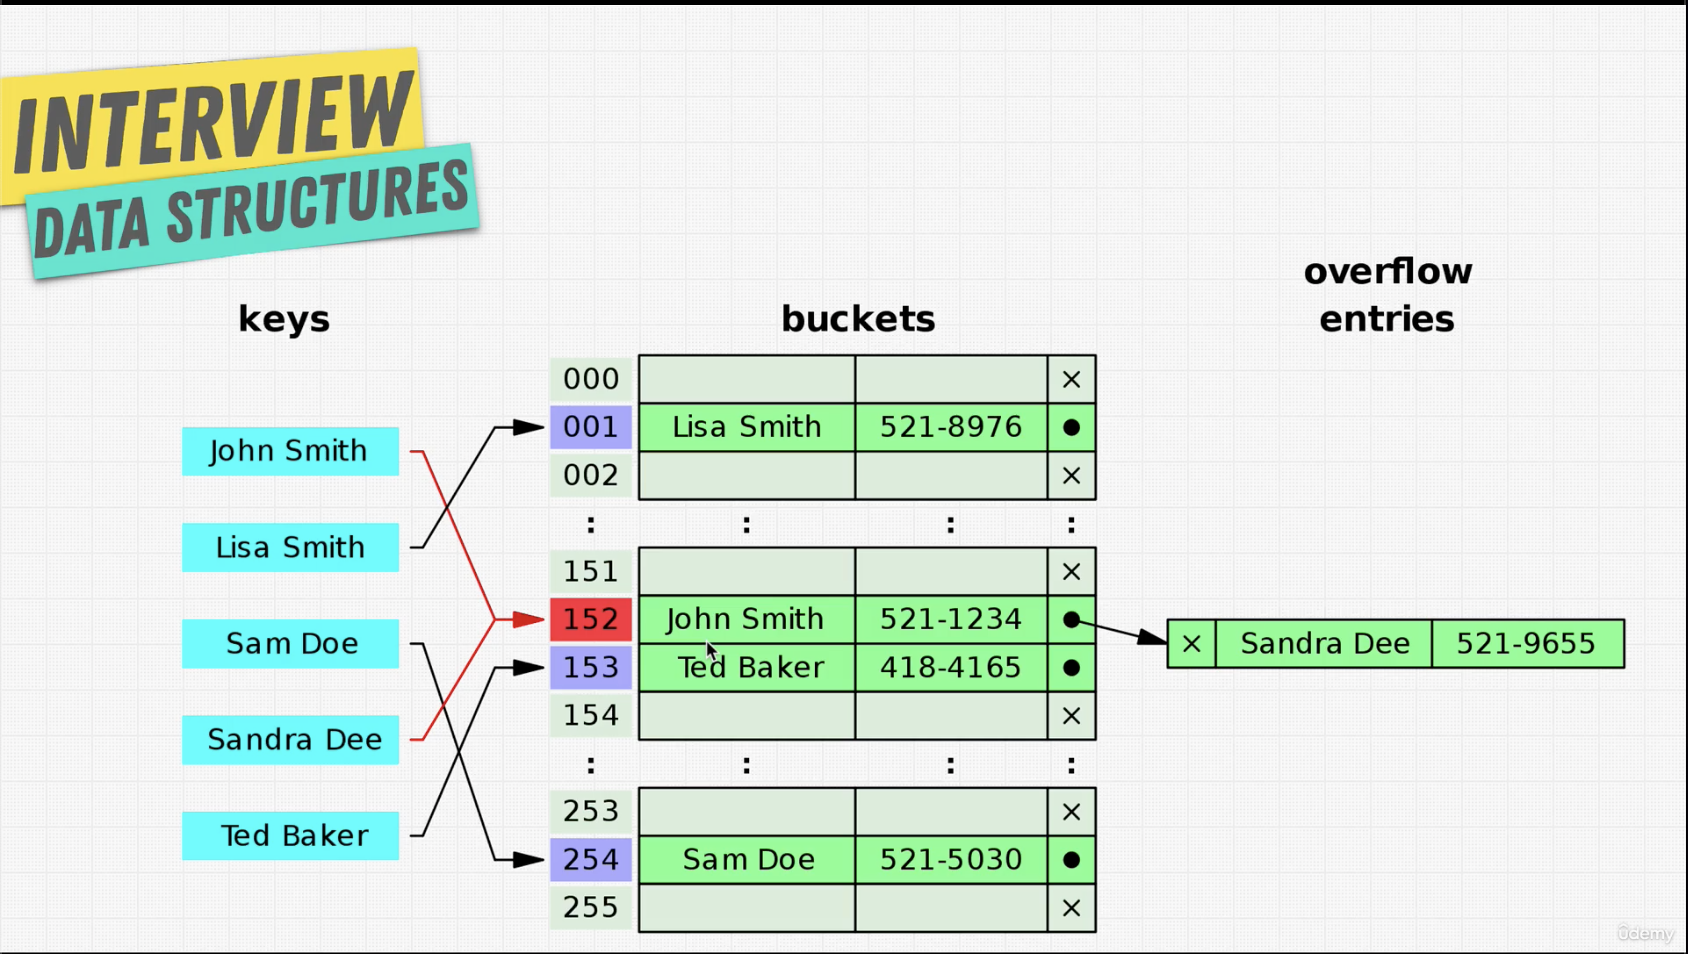 INTERVIEW
DATA STRUCTURES
keys
buckets
overflow
entries
John Smith
Lisa Smith
Sam Doe
Sandra Dee
Ted Baker
000 ×
001 Lisa Smith 521-8976 ●
002 ×
: : : :
151 ×
152 John Smith 521-1234 ●
153 Ted Baker 418-4165 ●
154 ×
: : : :
253 ×
254 Sam Doe 521-5030 ●
255 ×
× Sandra Dee 521-9655
ûdemy